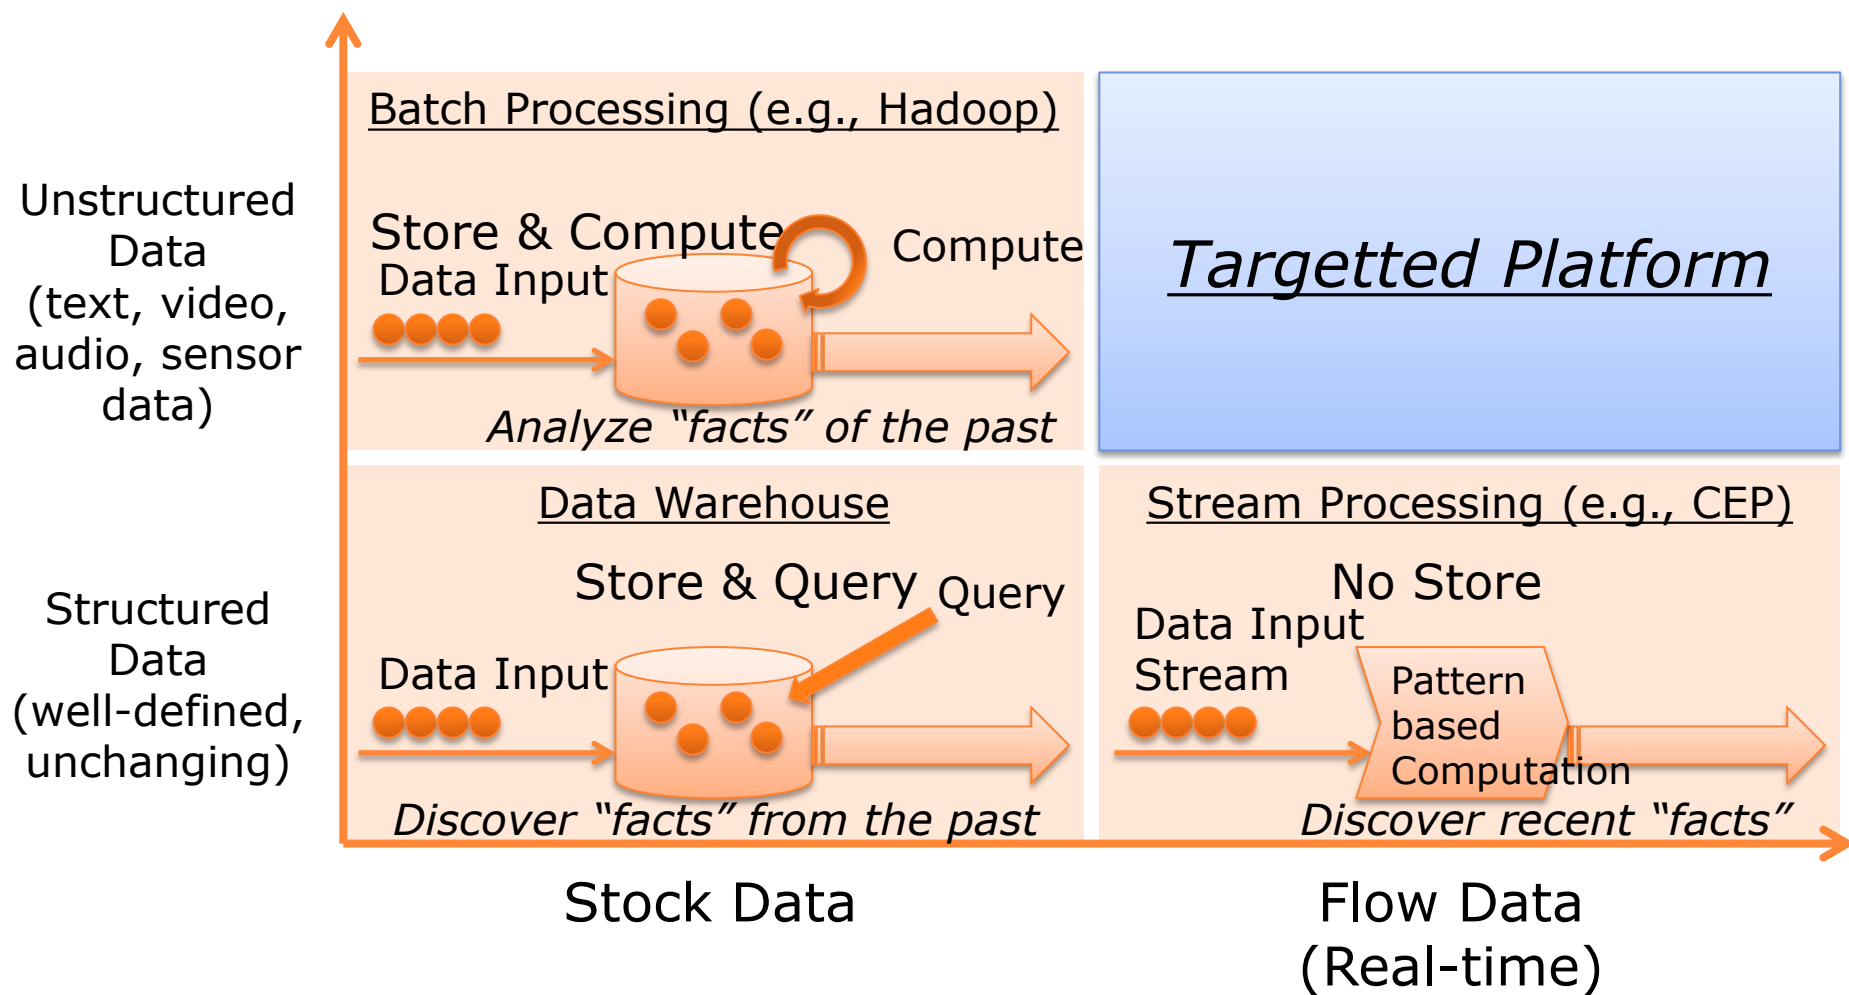 Batch Processing (e.g., Hadoop)
Unstructured
Data
(text, video,
audio, sensor
data)
Store & Compute
Compute
Data Input
Analyze “facts” of the past
Targetted Platform
Structured
Data
(well-defined,
unchanging)
Data Warehouse
Store & Query
Query
Data Input
Discover “facts” from the past
Stream Processing (e.g., CEP)
No Store
Data Input
Stream
Pattern
based
Computation
Discover recent “facts”
Stock Data
Flow Data
(Real-time)